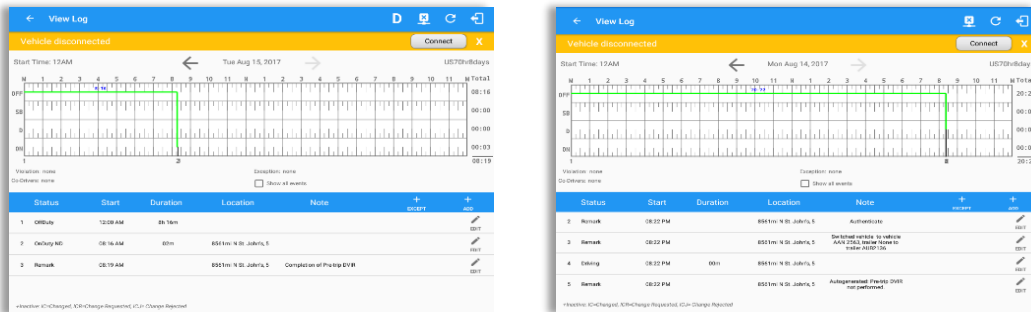 View Log
D
Vehicle disconnected
Connect
X
Start Time: 12AM
Tue Aug 15, 2017
US70hr8days
M 1 2 3 4 5 6 7 8 9 10 11 N 1 2 3 4 5 6 7 8 9 10 11 M Total
OFF
08:16
SB
00:00
D
00:00
ON
00:03
08:19
Violation: none
Exception: none
Co-Drivers: none
Show all events
Status Start Duration Location Note + EXCEPT + ADD
1 OffDuty 12:00 AM 8h 16m EDIT
2 OnDuty ND 08:16 AM 02m 8561mi N St. John's, 5 EDIT
3 Remark 08:19 AM 8561mi N St. John's, 5 Completion of Pre-trip DVIR EDIT
View Log
Vehicle disconnected
Connect
X
Start Time: 12AM
Mon Aug 14, 2017
US70hr8days
M 1 2 3 4 5 6 7 8 9 10 11 N 1 2 3 4 5 6 7 8 9 10 11 M Total
OFF
SB
D
ON
Violation: none
Exception: none
Co-Drivers: none
Show all events
Status Start Duration Location Note + EXCEPT + ADD
2 Remark 08:22 PM 8561mi N St. John's, 5 Authenticate EDIT
3 Remark 08:22 PM 8561mi N St. John's, 5 Switched vehicle to vehicle
trailer None to
EDIT
4 Driving 08:22 PM 00m 8561mi N St. John's, 5 EDIT
5 Remark 08:22 PM 8561mi N St. John's, 5 Autogenerated: Pre-trip DVIR
not performed
EDIT